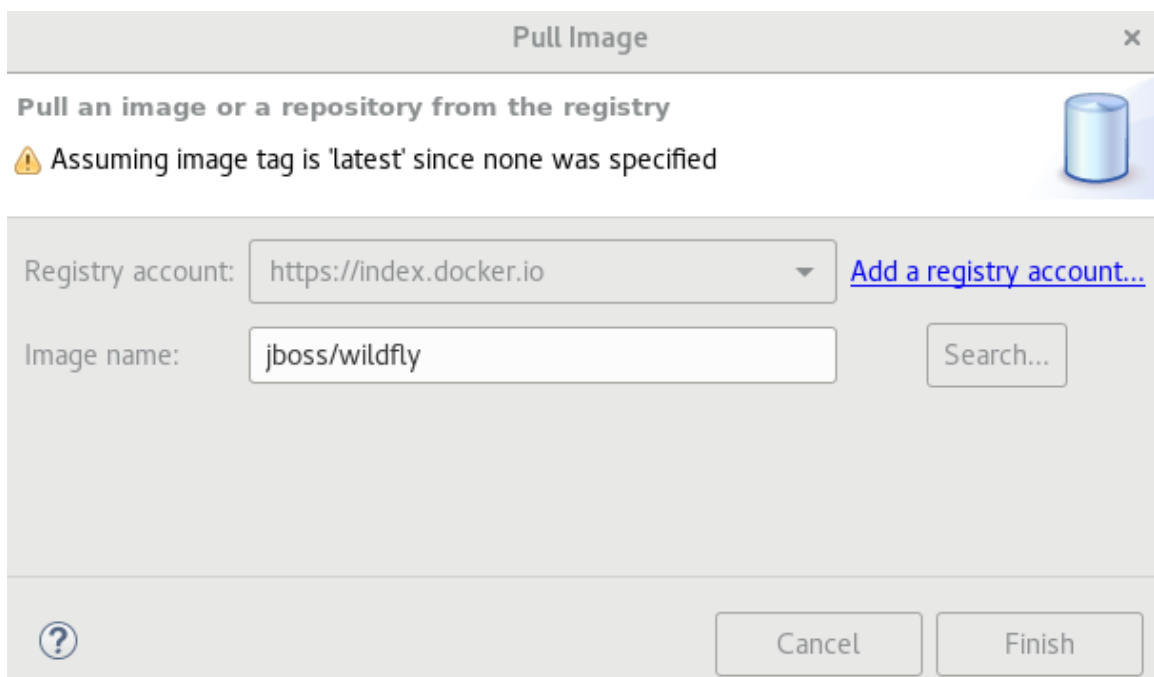 Pull Image
Pull an image or a repository from the registry
Assuming image tag is 'latest' since none was specified
Registry account: https://index.docker.io Add a registry account...
Image name: jboss/wildfly Search...
Cancel Finish